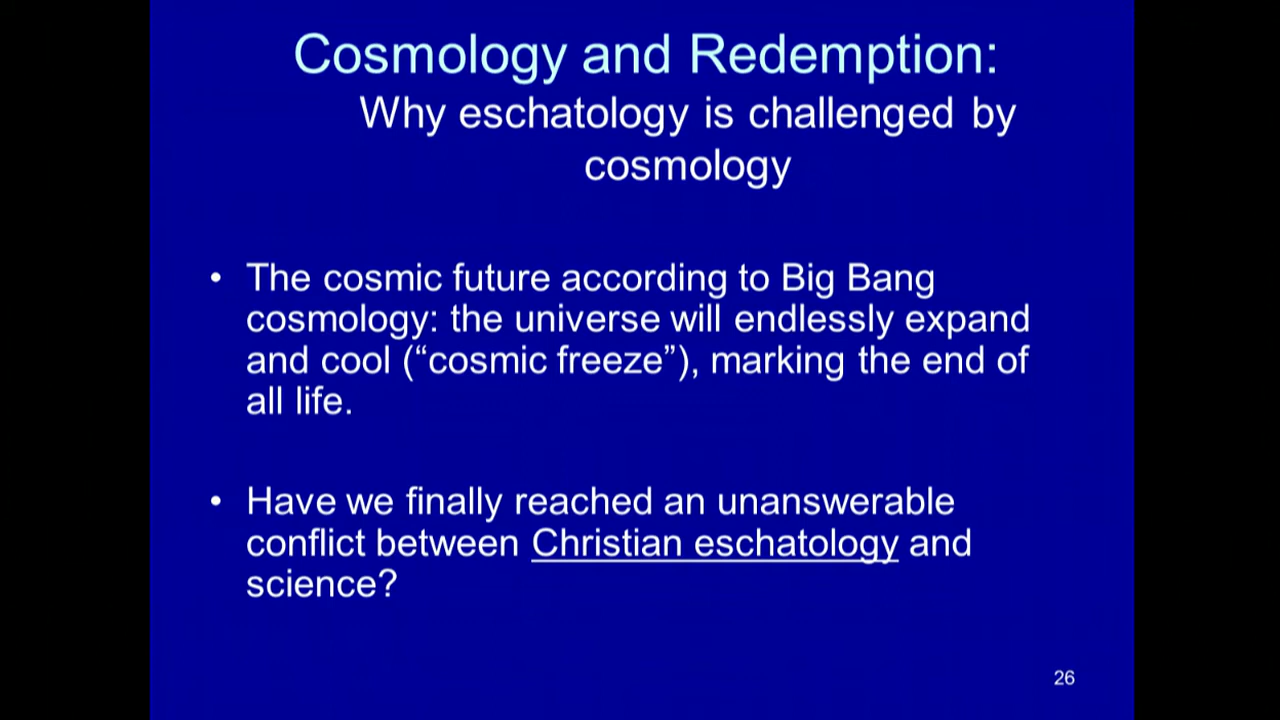 Cosmology and Redemption:
Why eschatology is challenged by
cosmology
• The cosmic future according to Big Bang
cosmology: the universe will endlessly expand
and cool (“cosmic freeze”), marking the end of
all life.
• Have we finally reached an unanswerable
conflict between Christian eschatology and
science?
26